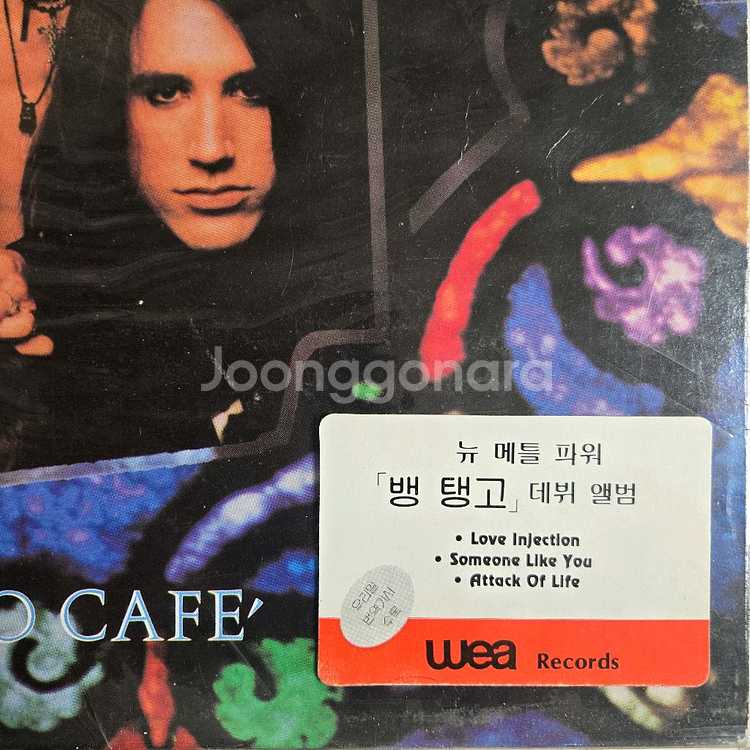 Joonggonara
뉴 메틀 파워
「뱅 탱고」 데뷔 앨범
• Love Injection
• Someone Like You
• Attack Of Life
O CAFE´
wea Records